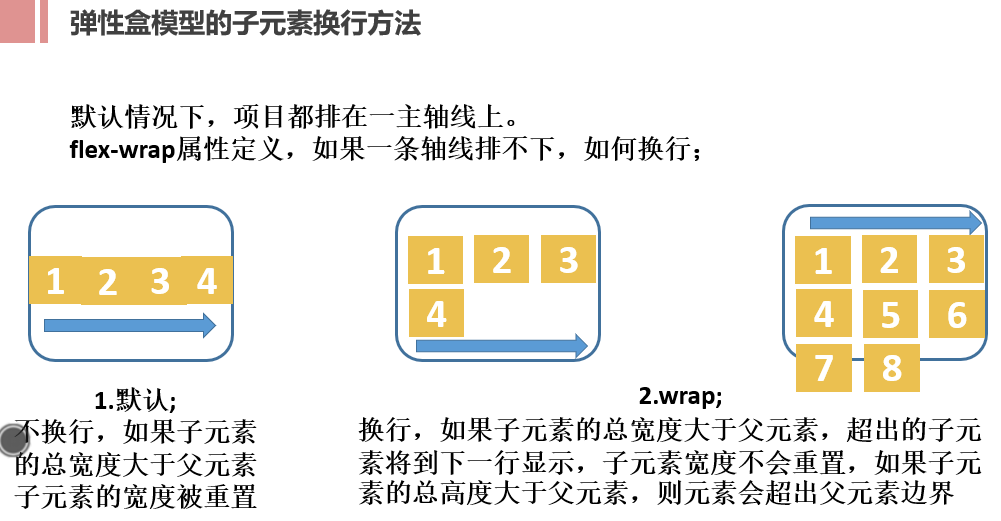 弹性盒模型的子元素换行方法
默认情况下，项目都排在一主轴线上。
flex-wrap属性定义，如果一条轴线排不下，如何换行；
1 2 3 4
1 2 3
4
1 2 3
4 5 6
7 8
1.默认;
不换行，如果子元素
的总宽度大于父元素
子元素的宽度被重置
2.wrap;
换行，如果子元素的总宽度大于父元素，超出的子元
素将到下一行显示，子元素宽度不会重置，如果子元
素的总高度大于父元素，则元素会超出父元素边界